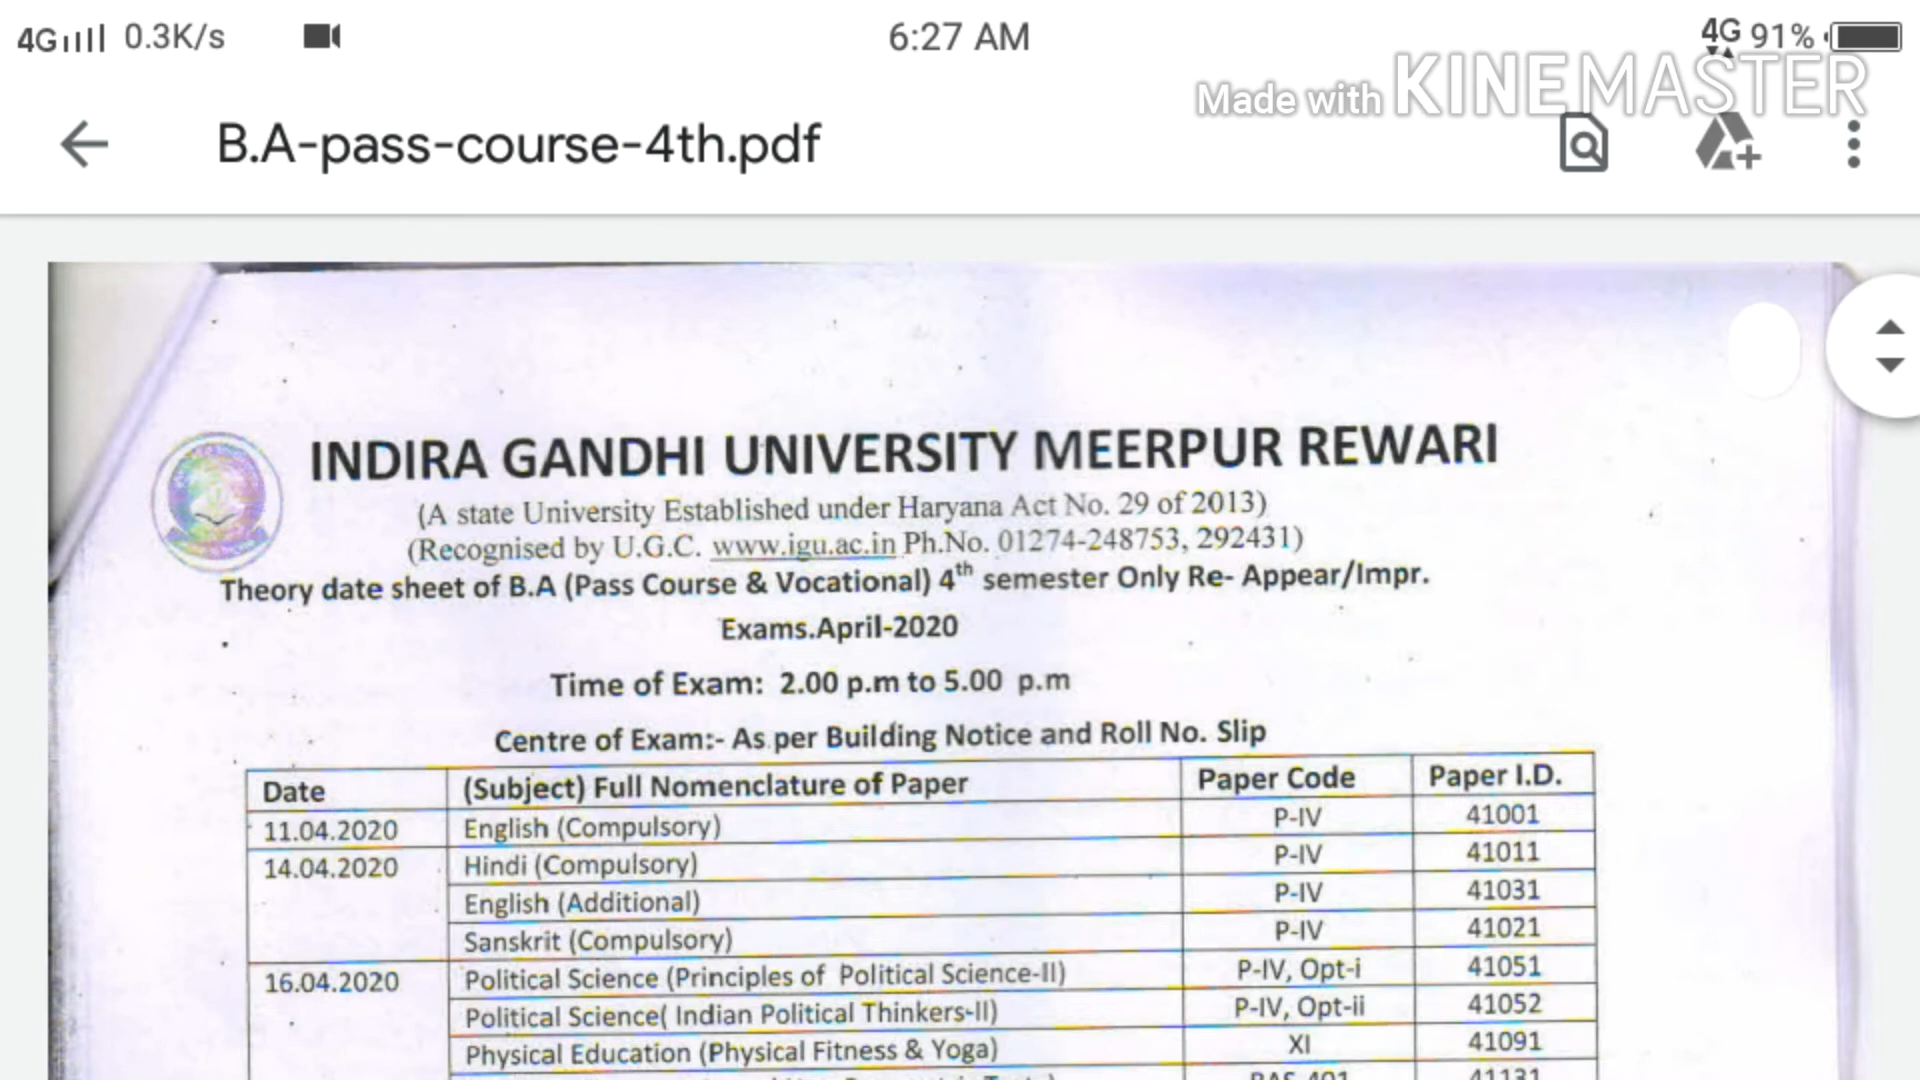 4G 0.3K/s 6:27 AM 4G 91%
Made with KINEMASTER
B.A-pass-course-4th.pdf
INDIRA GANDHI UNIVERSITY MEERPUR REWARI
(A state University Established under Haryana Act No. 29 of 2013)
(Recognised by U.G.C. www.igu.ac.in Ph.No. 01274-248753, 292431)
Theory date sheet of B.A (Pass Course & Vocational) 4th semester Only Re- Appear/Impr.
Exams.April-2020
Time of Exam: 2.00 p.m to 5.00 p.m
Centre of Exam:- As per Building Notice and Roll No. Slip
Date (Subject) Full Nomenclature of Paper Paper Code Paper I.D.
11.04.2020 English (Compulsory) P-IV 41001
14.04.2020 Hindi (Compulsory) P-IV 41011
English (Additional) P-IV 41031
Sanskrit (Compulsory) P-IV 41021
16.04.2020 Political Science (Principles of Political Science-II) P-IV, Opt-i 41051
Political Science( Indian Political Thinkers-II) P-IV, Opt-ii 41052
Physical Education (Physical Fitness & Yoga) XI 41091
41131